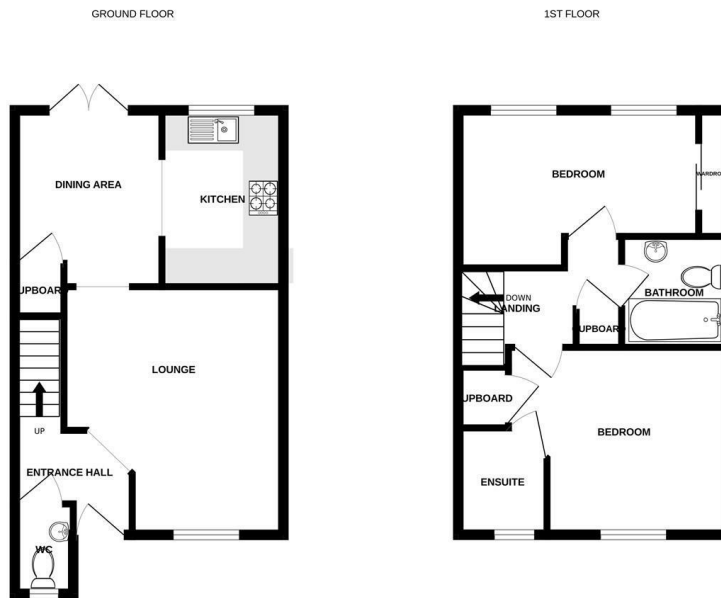 GROUND FLOOR
DINING AREA
KITCHEN
UPBOAR
LOUNGE
UP
ENTRANCE HALL
WC
1ST FLOOR
BEDROOM
WARDRO
BATHROOM
DOWN
LANDING
UPBOAR
UPBOARD
BEDROOM
ENSUITE